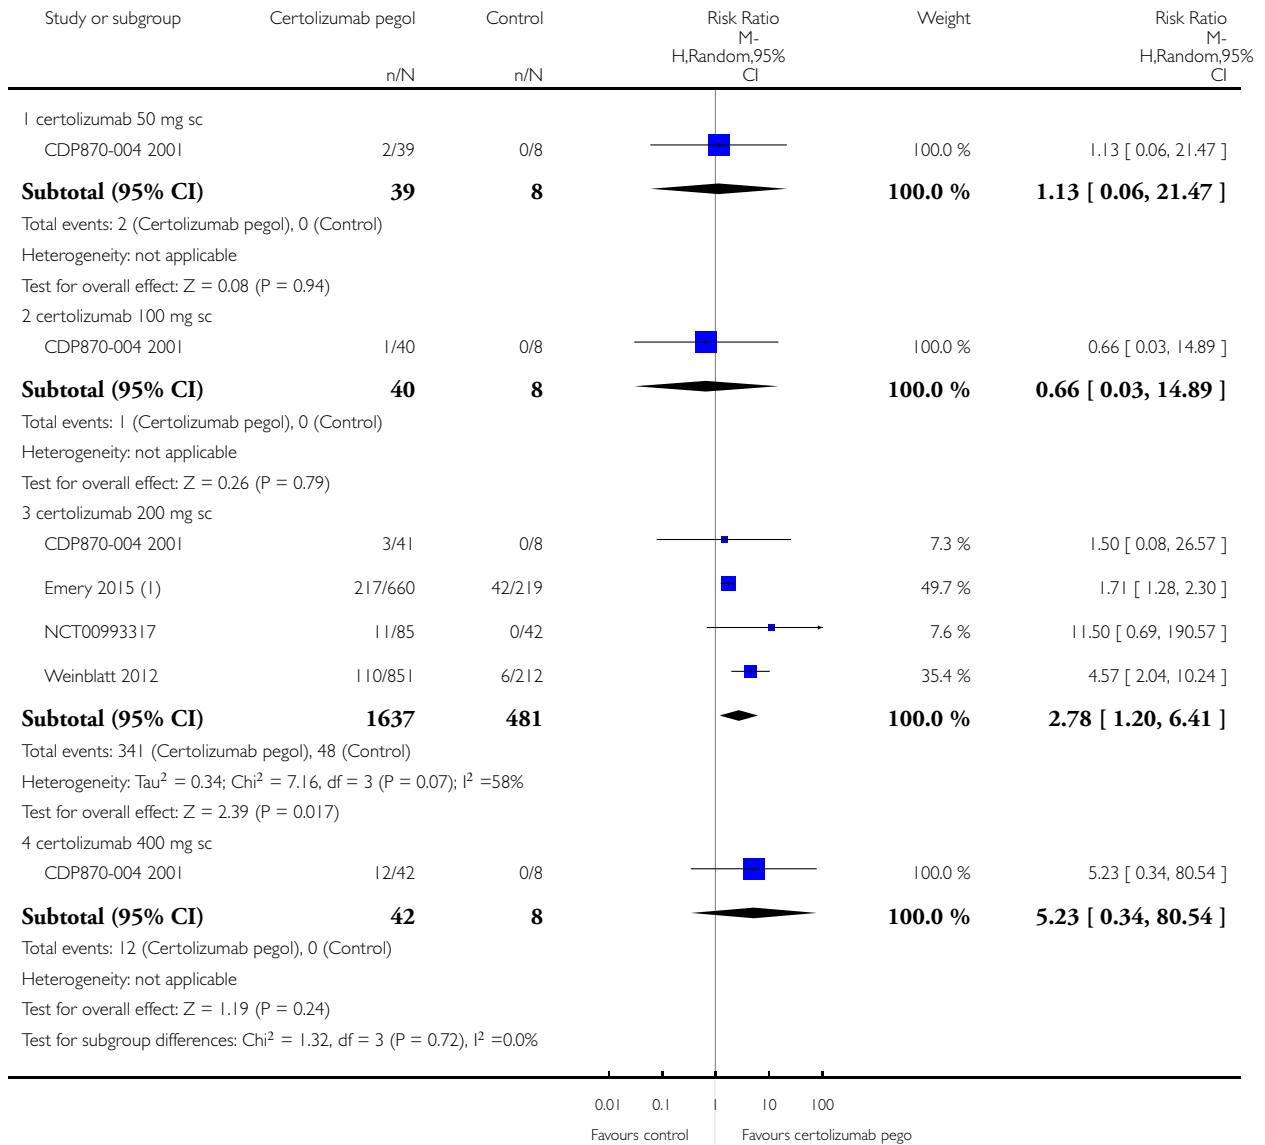 Study or subgroup Certolizumab pegol Control Risk Ratio Weight Risk Ratio
M-
H,Random,95%
CI
M-
H,Random,95%
CI
n/N n/N
1 certolizumab 50 mg sc
CDP870-004 2001 2/39 0/8 100.0 % 1.13 [ 0.06, 21.47 ]
Subtotal (95% CI) 39 8 100.0 % 1.13 [ 0.06, 21.47 ]
Total events: 2 (Certolizumab pegol), 0 (Control)
Heterogeneity: not applicable
Test for overall effect: Z = 0.08 (P = 0.94)
2 certolizumab 100 mg sc
CDP870-004 2001 1/40 0/8 100.0 % 0.66 [ 0.03, 14.89 ]
Subtotal (95% CI) 40 8 100.0 % 0.66 [ 0.03, 14.89 ]
Total events: 1 (Certolizumab pegol), 0 (Control)
Heterogeneity: not applicable
Test for overall effect: Z = 0.26 (P = 0.79)
3 certolizumab 200 mg sc
CDP870-004 2001 3/41 0/8 7.3 % 1.50 [ 0.08, 26.57 ]
Emery 2015 (1) 217/660 42/219 49.7 % 1.71 [ 1.28, 2.30 ]
NCT00993317 11/85 0/42 7.6 % 11.50 [ 0.69, 190.57 ]
Weinblatt 2012 110/851 6/212 35.4 % 4.57 [ 2.04, 10.24 ]
Subtotal (95% CI) 1637 481 100.0 % 2.78 [ 1.20, 6.41 ]
Total events: 341 (Certolizumab pegol), 48 (Control)
Heterogeneity: Tau² = 0.34; Chi² = 7.16, df = 3 (P = 0.07); I² =58%
Test for overall effect: Z = 2.39 (P = 0.017)
4 certolizumab 400 mg sc
CDP870-004 2001 12/42 0/8 100.0 % 5.23 [ 0.34, 80.54 ]
Subtotal (95% CI) 42 8 100.0 % 5.23 [ 0.34, 80.54 ]
Total events: 12 (Certolizumab pegol), 0 (Control)
Heterogeneity: not applicable
Test for overall effect: Z = 1.19 (P = 0.24)
Test for subgroup differences: Chi² = 1.32, df = 3 (P = 0.72), I² =0.0%
0.01 0.1 1 10 100
Favours control Favours certolizumab pego